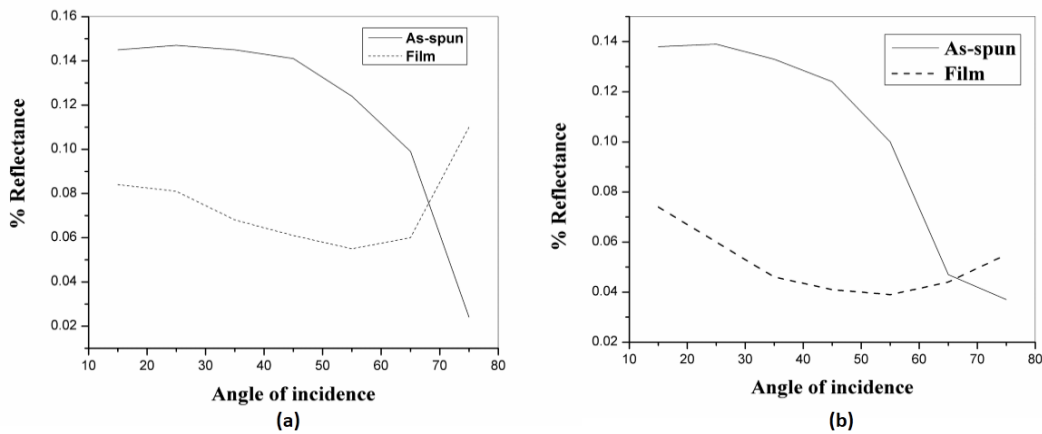 0.16
0.14
0.12
0.10
0.08
0.06
0.04
0.02
% Reflectance
As-spun
Film
10 20 30 40 50 60 70 80
Angle of incidence
(a)
0.14
0.12
0.10
0.08
0.06
0.04
0.02
% Reflectance
As-spun
Film
10 20 30 40 50 60 70 80
Angle of incidence
(b)